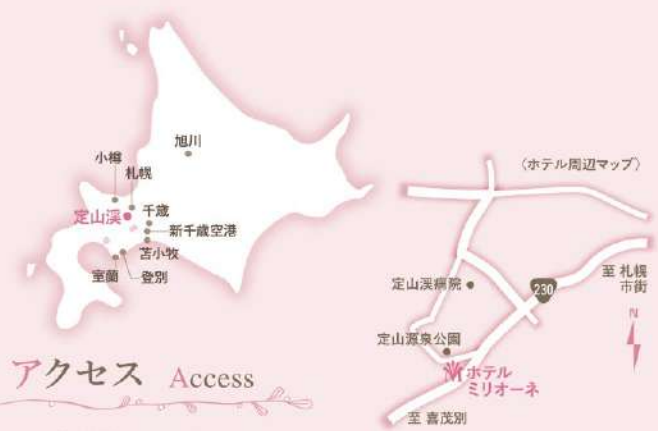 旭川
小樽
札幌
定山渓
千歳
新千歳空港
苫小牧
室蘭
登別
アクセス Access
〈ホテル周辺マップ〉
至 札幌
市街
230
N
定山渓病院
定山源泉公園
ホテル
ミリオーネ
至 喜茂別